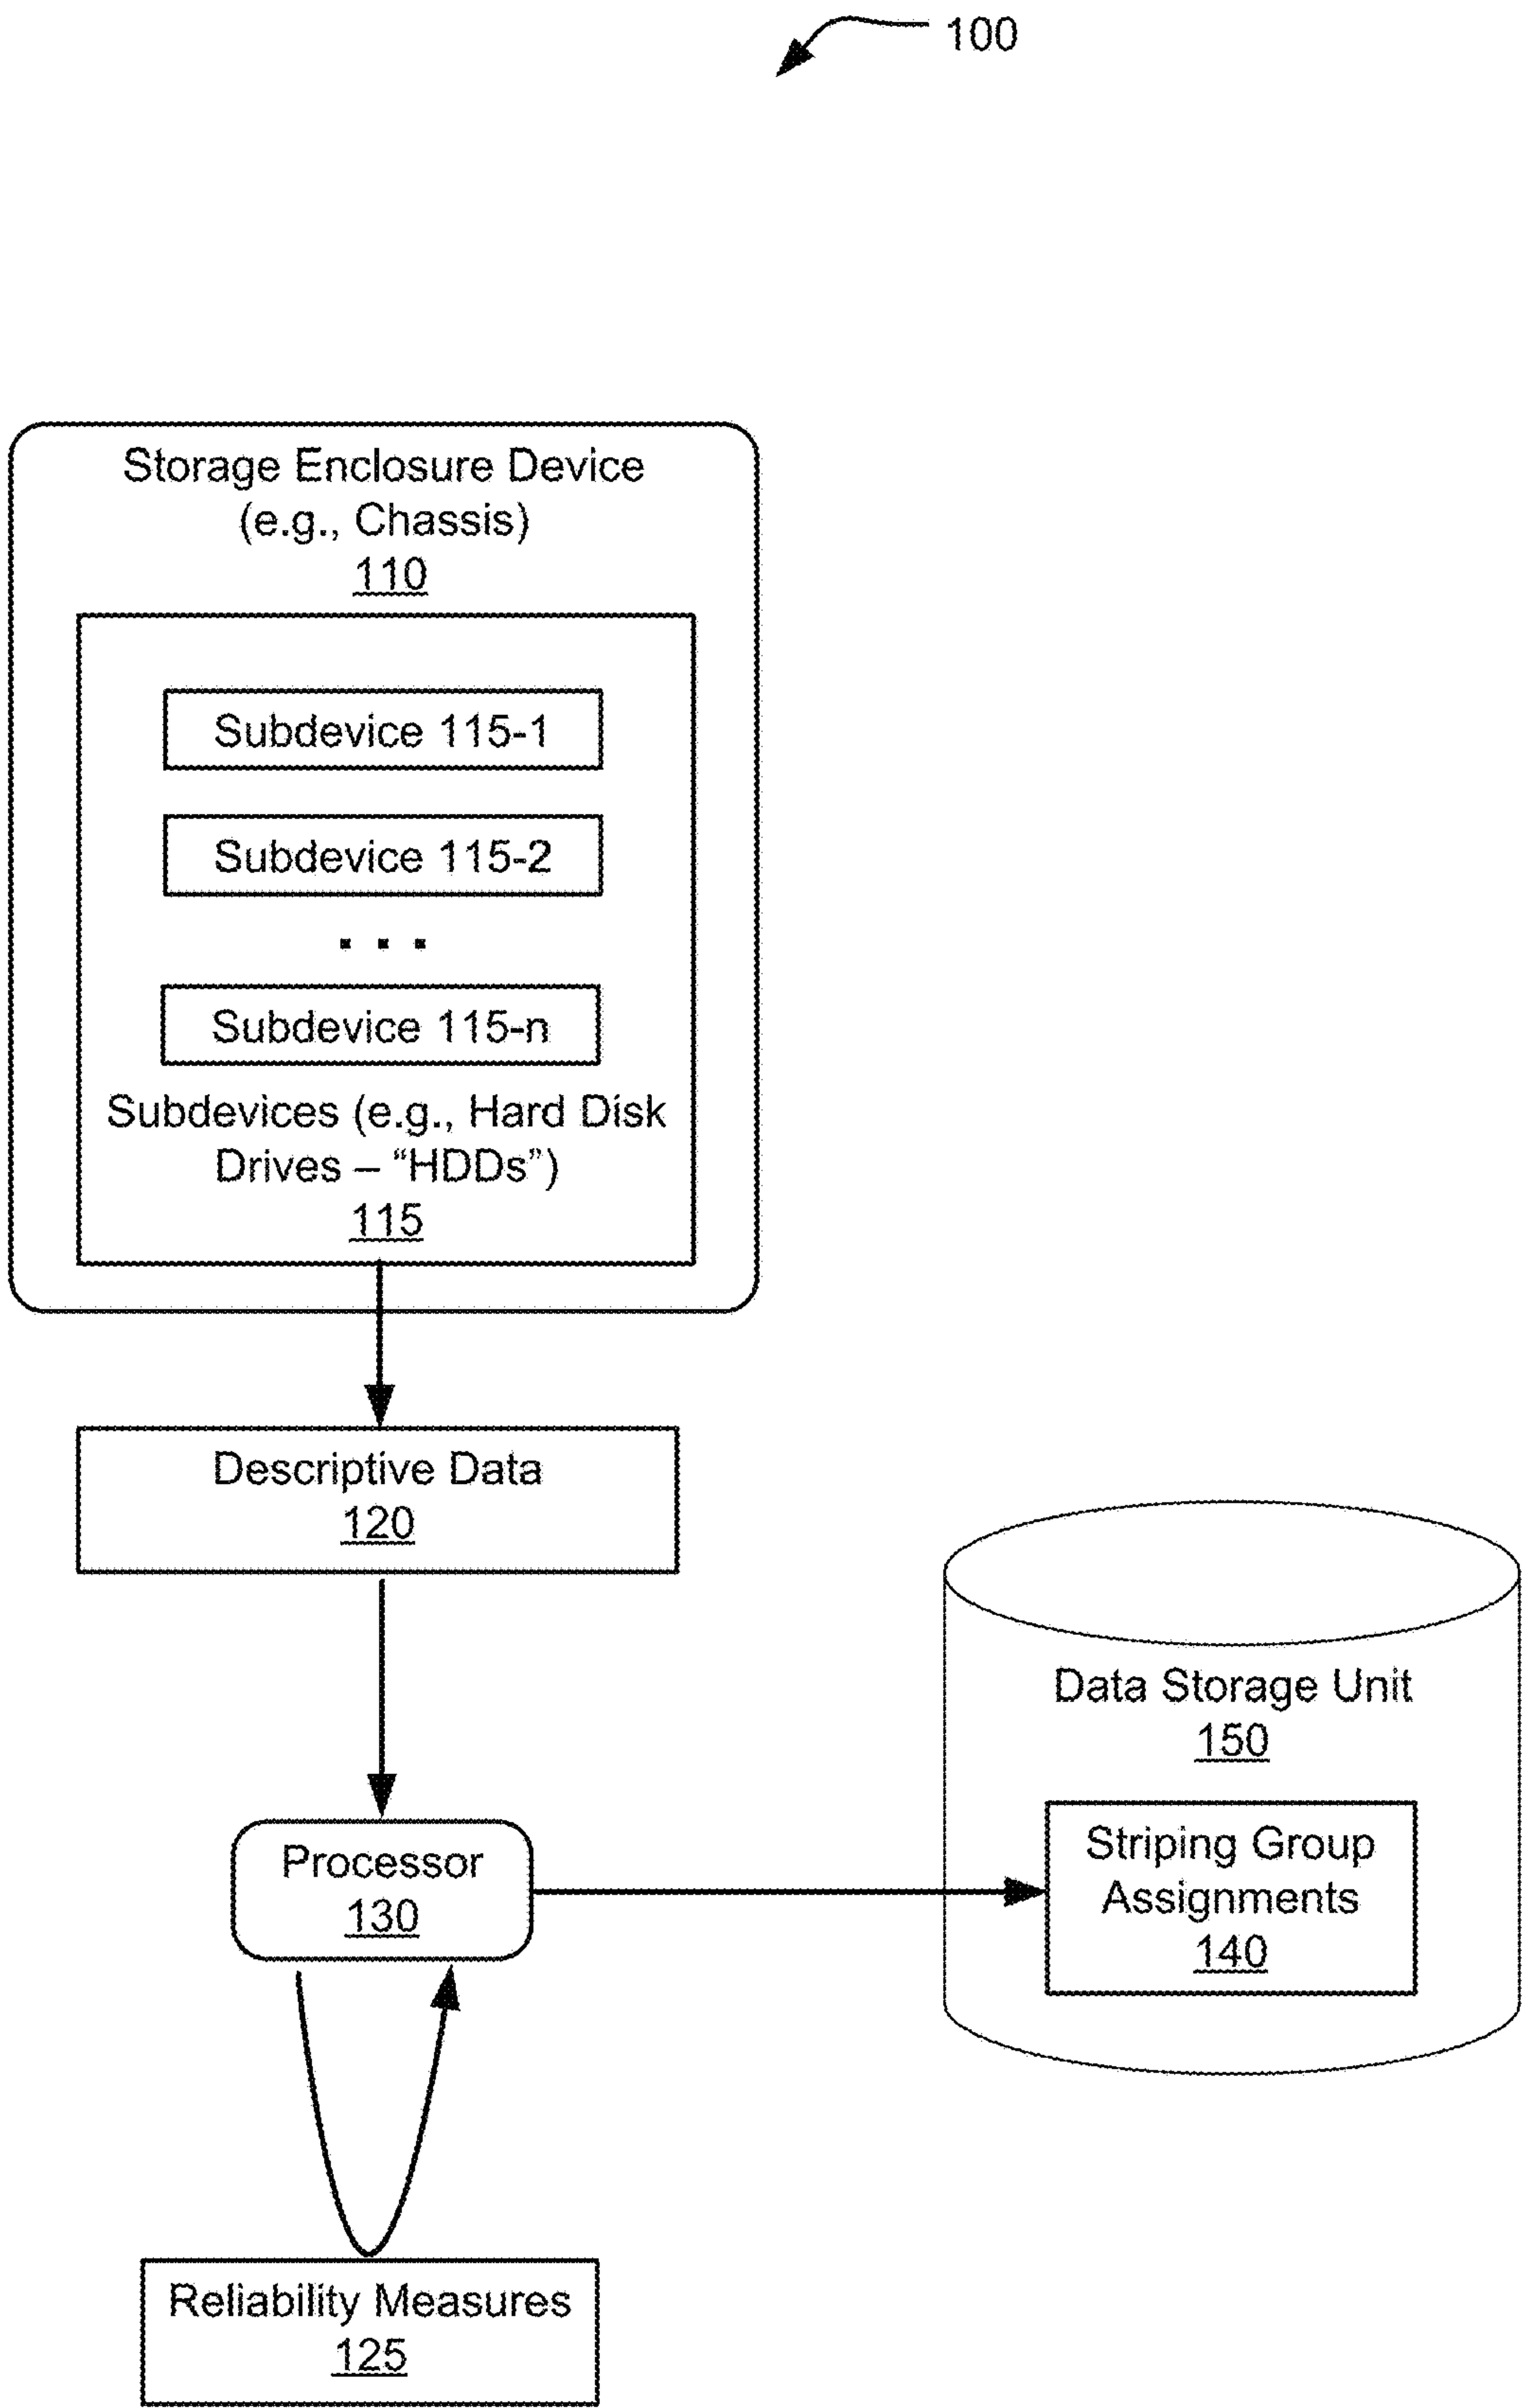 100
Storage Enclosure Device
(e.g., Chassis)
110
Subdevice 115-1
Subdevice 115-2
. . .
Subdevice 115-n
Subdevices (e.g., Hard Disk
Drives – “HDDs”)
115
Descriptive Data
120
Processor
130
Data Storage Unit
150
Striping Group
Assignments
140
Reliability Measures
125